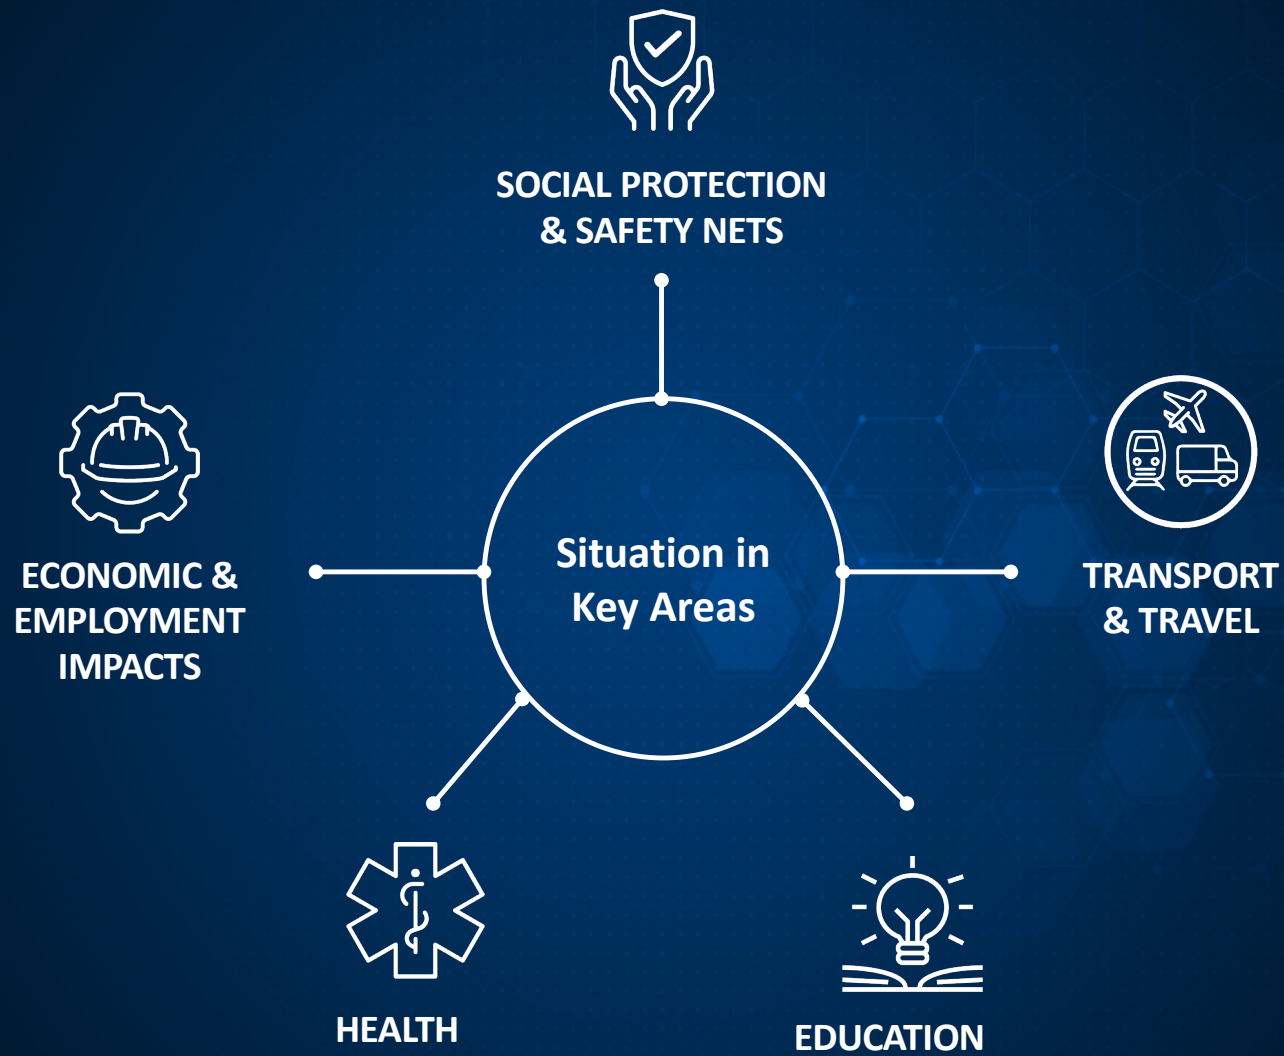 SOCIAL PROTECTION
& SAFETY NETS
ECONOMIC &
EMPLOYMENT
IMPACTS
Situation in
Key Areas
TRANSPORT
& TRAVEL
HEALTH
EDUCATION